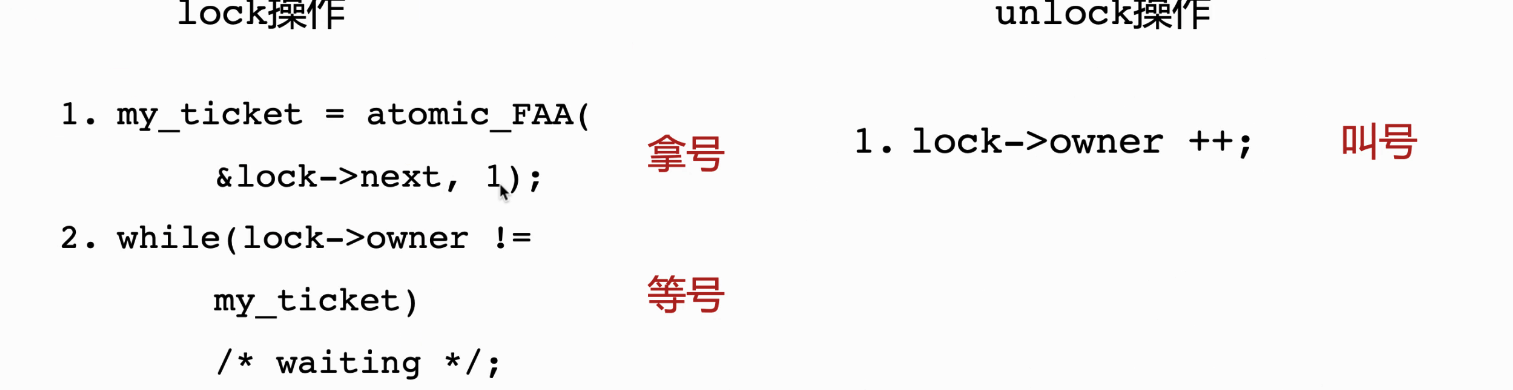 lock操作
1. my_ticket = atomic_FAA(
&lock->next, 1);
拿号
2. while(lock->owner !=
my_ticket)
/* waiting */;
等号
unlock操作
1. lock->owner ++;
叫号